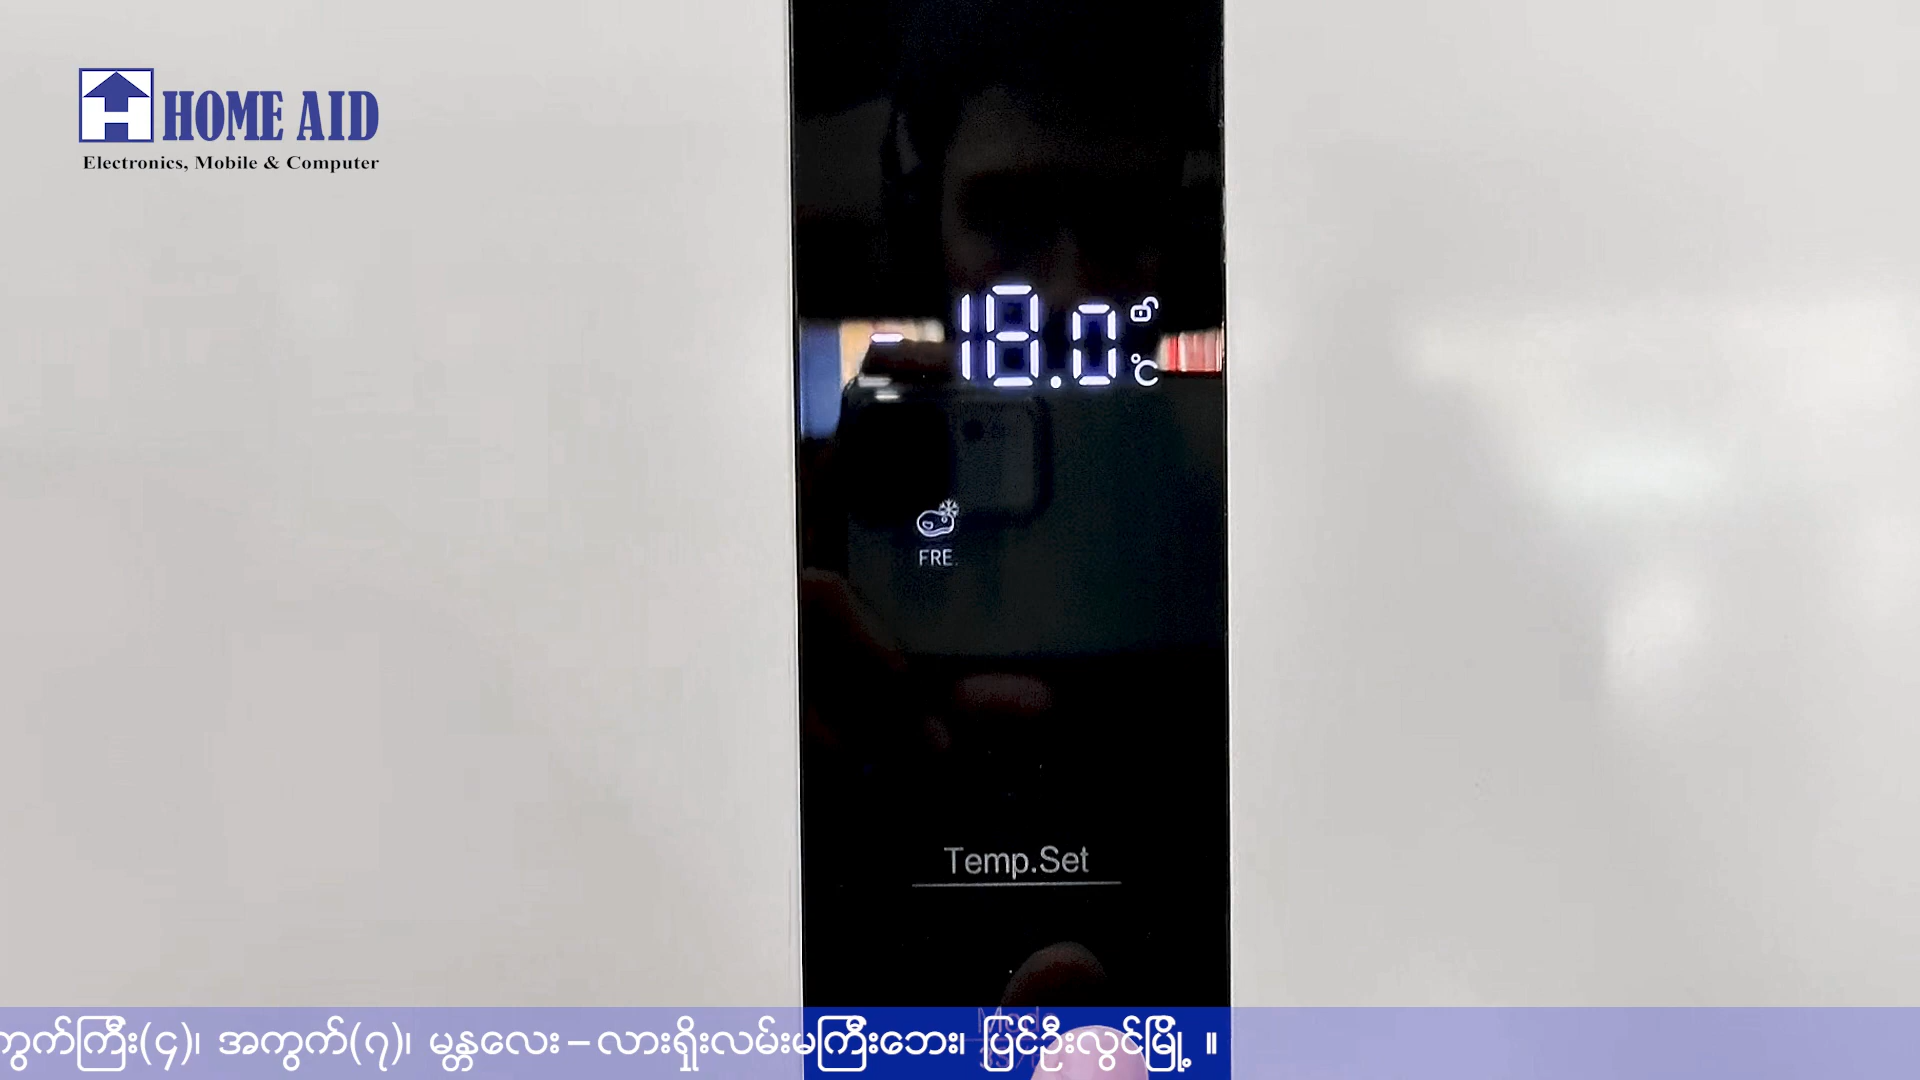 HOME AID
Electronics, Mobile & Computer
-18.0 °C
FRE.
Temp.Set
Mode
ကွက်ကြီး(၄)၊ အကွက်(၇)၊ မန္တလေး–လားရှိုးလမ်းမကြီးဘေး၊ ပြင်ဦးလွင်မြို့ ။